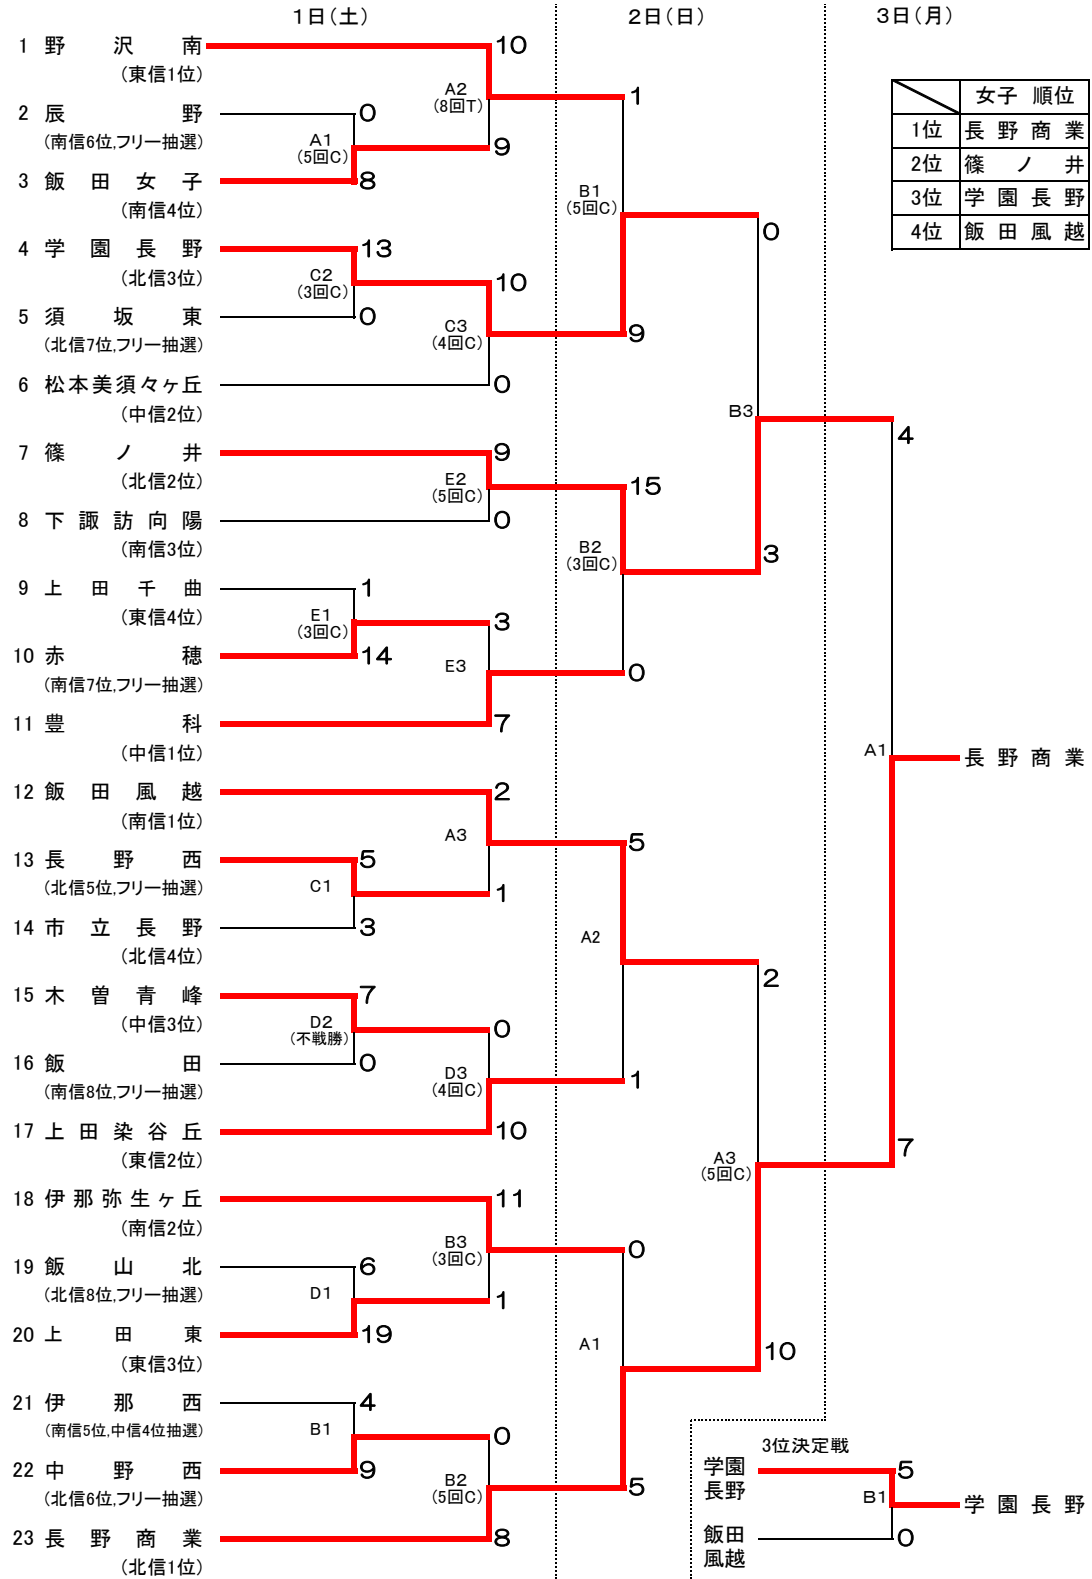 1日(土)
2日(日)
3日(月)
女子 順位
1位 長野商業
2位 篠ノ井
3位 学園長野
4位 飯田風越
1 野沢南
(東信1位)
10
A2
(8回T)
2 辰野
(南信6位,フリー抽選)
0
A1
(5回C)
9
3 飯田女子
(南信4位)
8
1
B1
(5回C)
4 学園長野
(北信3位)
13
C2
(3回C)
10
5 須坂東
(北信7位,フリー抽選)
0
C3
(4回C)
9
6 松本美須々ヶ丘
(中信2位)
0
0
B3
7 篠ノ井
(北信2位)
9
E2
(5回C)
15
8 下諏訪向陽
(南信3位)
0
B2
(3回C)
3
9 上田千曲
(東信4位)
1
E1
(3回C)
3
10 赤穂
(南信7位,フリー抽選)
14
E3
0
11 豊科
(中信1位)
7
4
A1
長野商業
12 飯田風越
(南信1位)
2
A3
5
13 長野西
(北信5位,フリー抽選)
5
C1
1
14 市立長野
(北信4位)
3
A2
2
15 木曽青峰
(中信3位)
7
D2
(不戦勝)
0
16 飯田
(南信8位,フリー抽選)
0
D3
(4回C)
1
17 上田染谷丘
(東信2位)
10
A3
(5回C)
7
18 伊那弥生ヶ丘
(南信2位)
11
B3
(3回C)
0
19 飯山北
(北信8位,フリー抽選)
6
D1
1
20 上田東
(東信3位)
19
A1
10
21 伊那西
(南信5位,中信4位抽選)
4
B1
0
22 中野西
(北信6位,フリー抽選)
9
B2
(5回C)
5
23 長野商業
(北信1位)
8
3位決定戦
学園
長野
5
B1
学園長野
飯田
風越
0